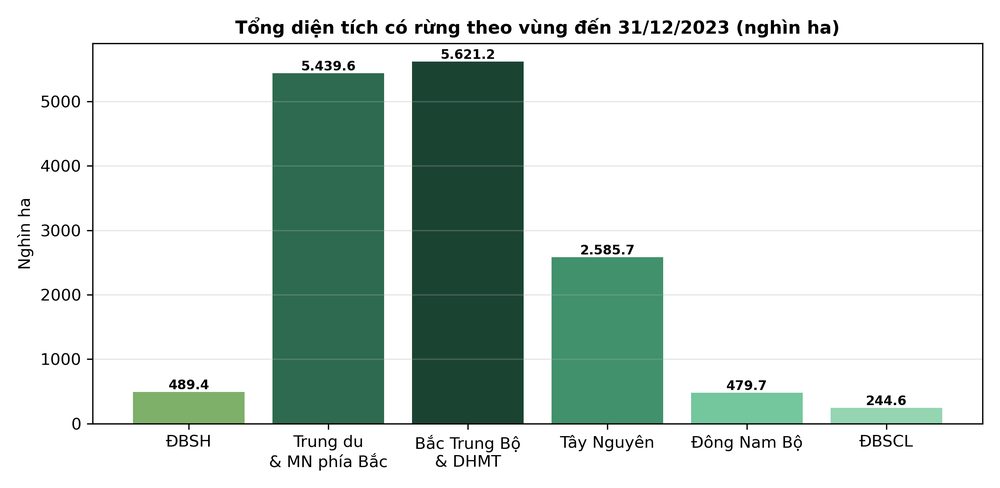 Tổng diện tích có rừng theo vùng đến 31/12/2023 (nghìn ha)
Nghìn ha
5000
4000
3000
2000
1000
0
489.4
5.439.6
5.621.2
2.585.7
479.7
244.6
ĐBSH
Trung du
& MN phía Bắc
Bắc Trung Bộ
& DHMT
Tây Nguyên
Đông Nam Bộ
ĐBSCL